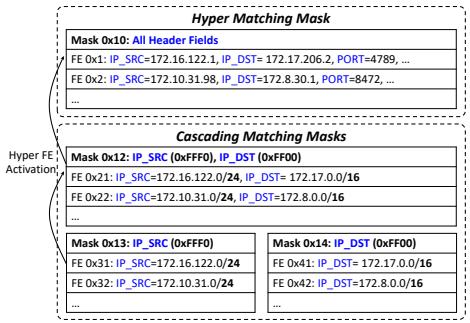 Hyper Matching Mask
Mask 0x10: All Header Fields
FE 0x1: IP_SRC=172.16.122.1, IP_DST= 172.17.206.2, PORT=4789, ...
FE 0x2: IP_SRC=172.10.31.98, IP_DST=172.8.30.1, PORT=8472, ...
...
Cascading Matching Masks
Hyper FE
Activation
Mask 0x12: IP_SRC (0xFFF0), IP_DST (0xFF00)
FE 0x21: IP_SRC=172.16.122.0/24, IP_DST= 172.17.0.0/16
FE 0x22: IP_SRC=172.10.31.0/24, IP_DST=172.8.0.0/16
...
Mask 0x13: IP_SRC (0xFFF0)
FE 0x31: IP_SRC=172.16.122.0/24
FE 0x32: IP_SRC=172.10.31.0/24
...
Mask 0x14: IP_DST (0xFF00)
FE 0x41: IP_DST= 172.17.0.0/16
FE 0x42: IP_DST=172.8.0.0/16
...